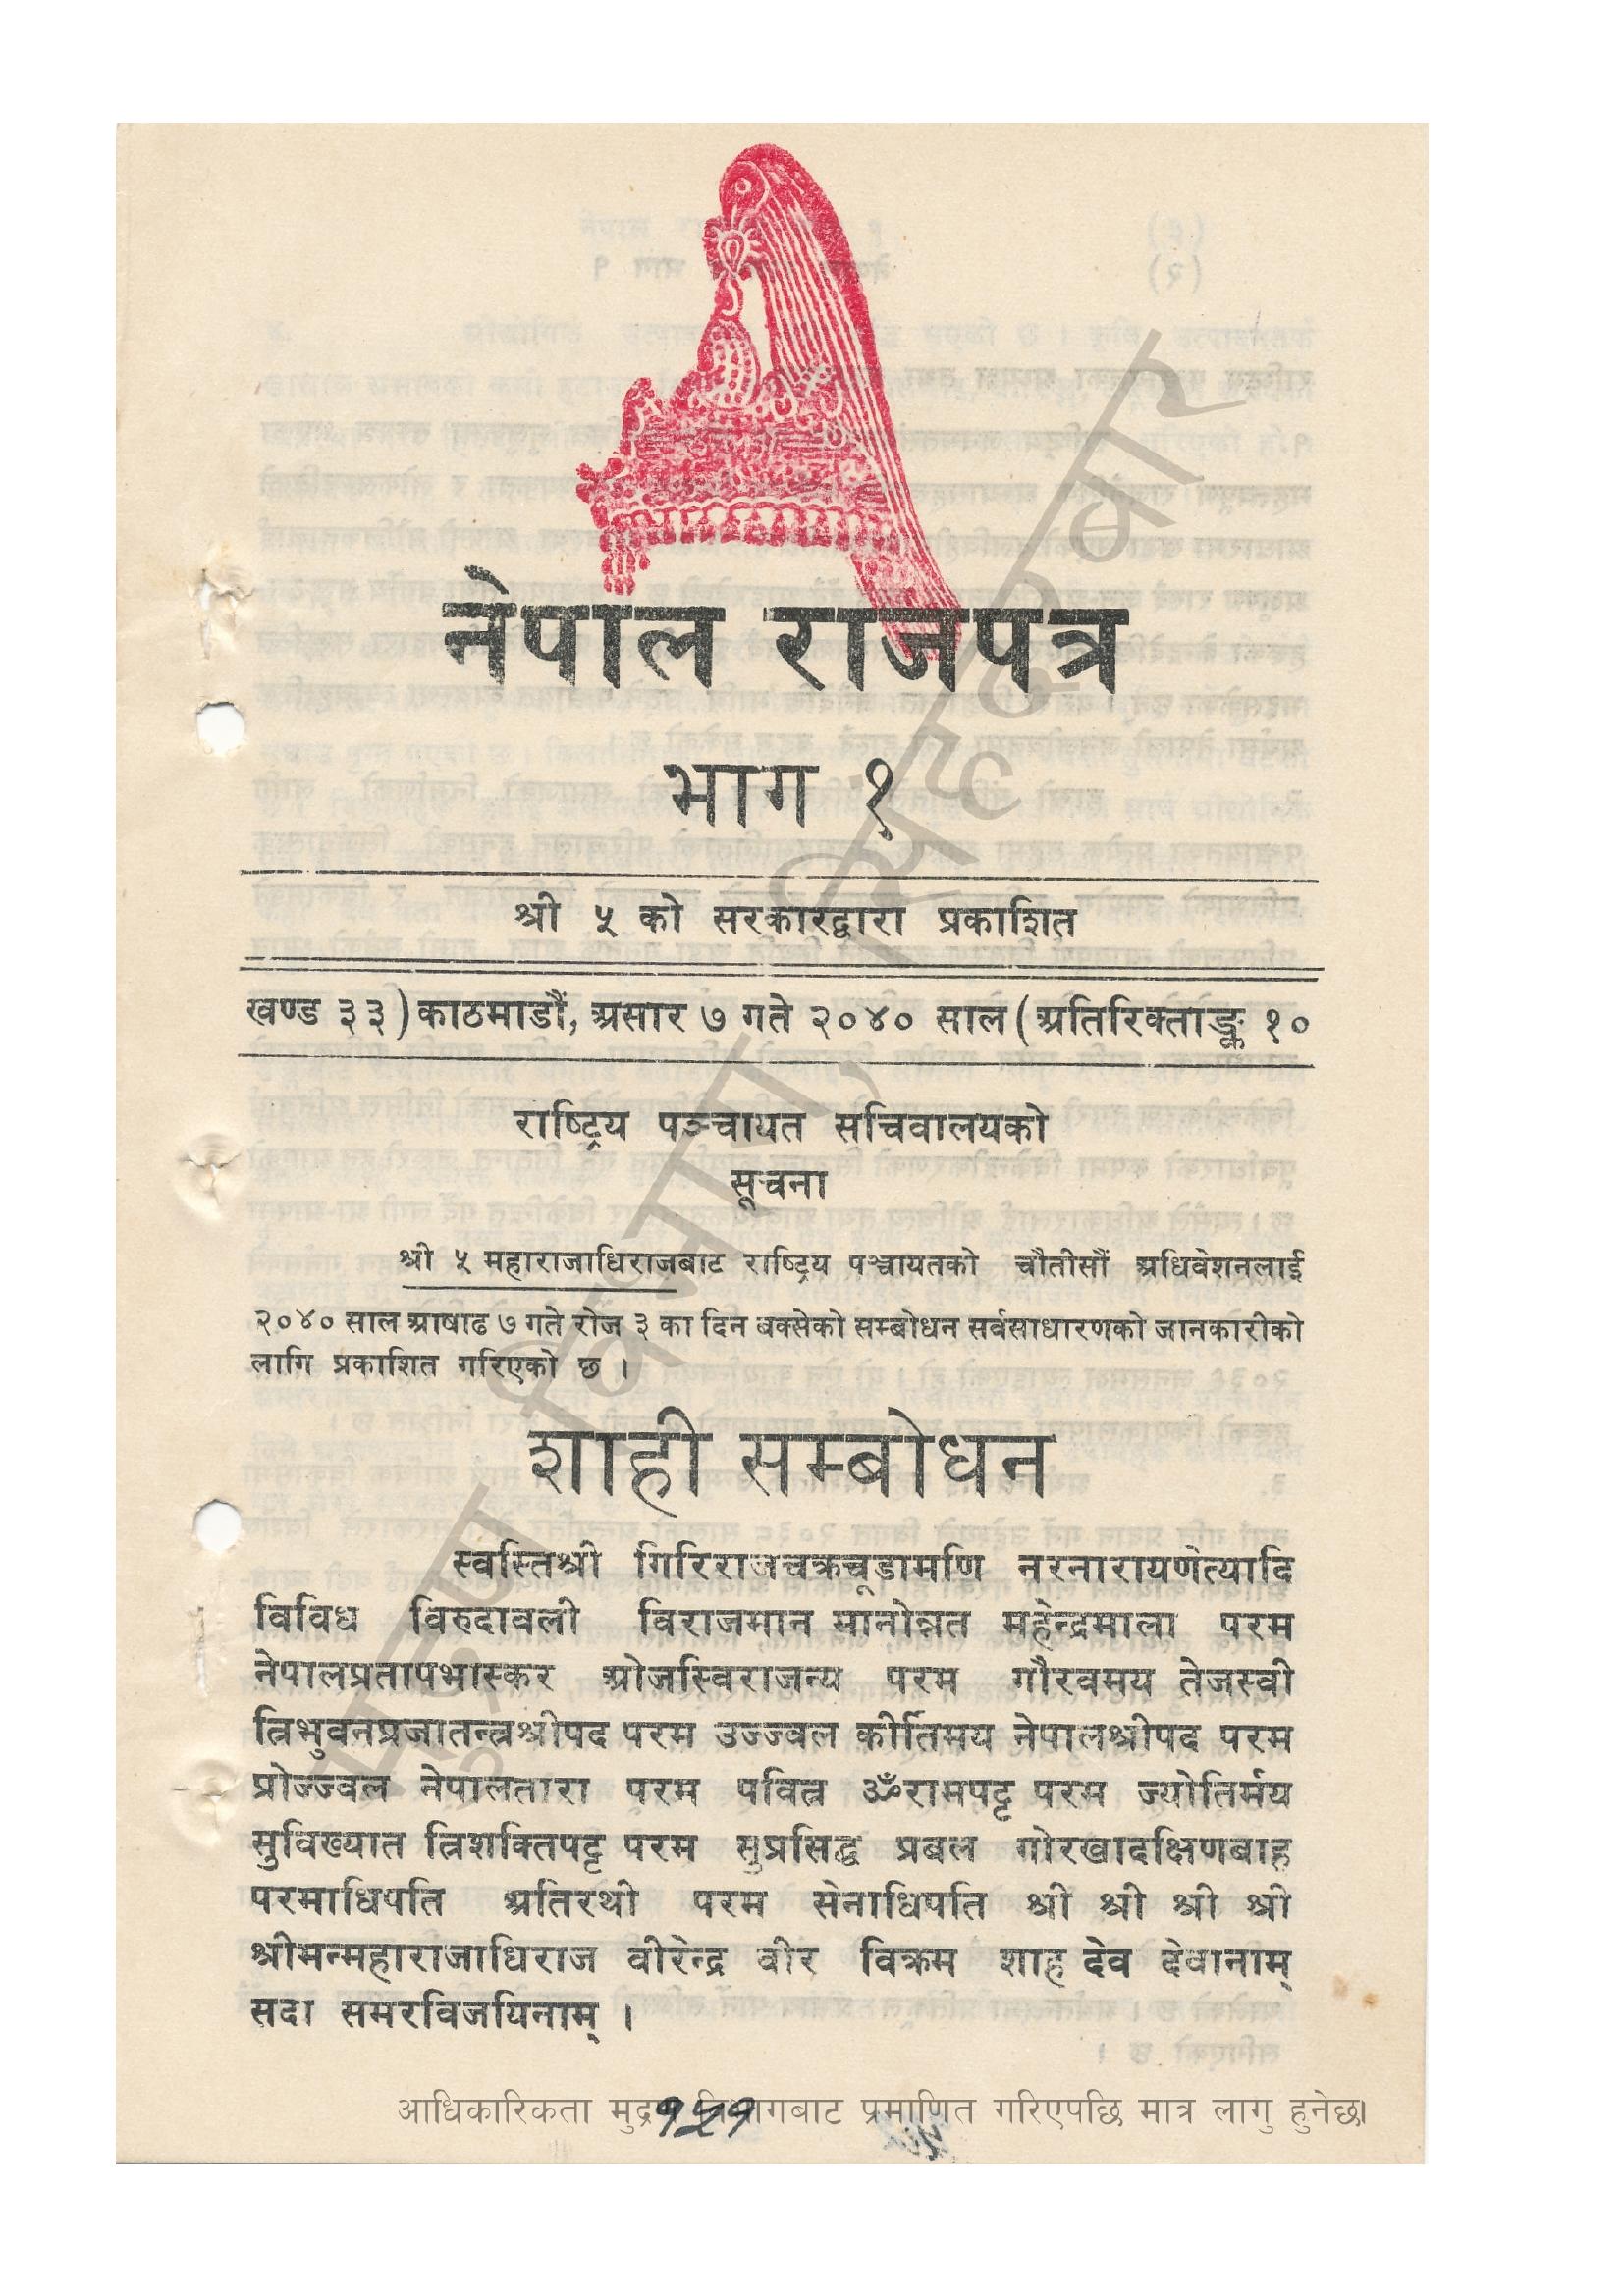 नेपाल राजपत्र
भाग १
श्री ५ को सरकारद्वारा प्रकाशित
खण्ड ३३) काठमाडौं, असार ७ गते २०४० साल (अतिरिक्ताङ्क १०
राष्ट्रिय पञ्चायत सचिवालयको
सूचना
श्री ५ महाराजाधिराजबाट राष्ट्रिय पञ्चायतको चौतीसौं अधिवेशनलाई
२०४० साल आषाढ ७ गते रोज ३ का दिन बक्सेको सम्बोधन सर्वसाधारणको जानकारीको
लागि प्रकाशित गरिएको छ ।
शाही सम्बोधन
स्वस्तिश्री गिरिराजचक्रचूडामणि नरनारायणेत्यादि
विविध विरुदावली विराजमान मानोन्नत महेन्द्रमाला परम
नेपालप्रतापभास्कर ओजस्विराजन्य परम गौरवमय तेजस्वी
त्रिभुवनप्रजातन्त्रश्रीपद परम उज्ज्वल कीर्तिमय नेपालश्रीपद परम
प्रोज्ज्वल नेपालतारा परम पवित्र ॐरामपट्ट परम ज्योतिर्मय
सुविख्यात त्रिशक्तिपट्ट परम सुप्रसिद्ध प्रबल गोरखादक्षिणबाहु
परमाधिपति अतिरथी परम सेनाधिपति श्री श्री श्री श्री
श्रीमन्महाराजाधिराज वीरेन्द्र वीर विक्रम शाह देव देवानाम्
सदा समरविजयिनाम् ।
आधिकारिकता मुद्रण विभागबाट प्रमाणित गरिएपछि मात्र लागु हुनेछ।
१५१
मुद्रण विभाग, सिंहदरवार